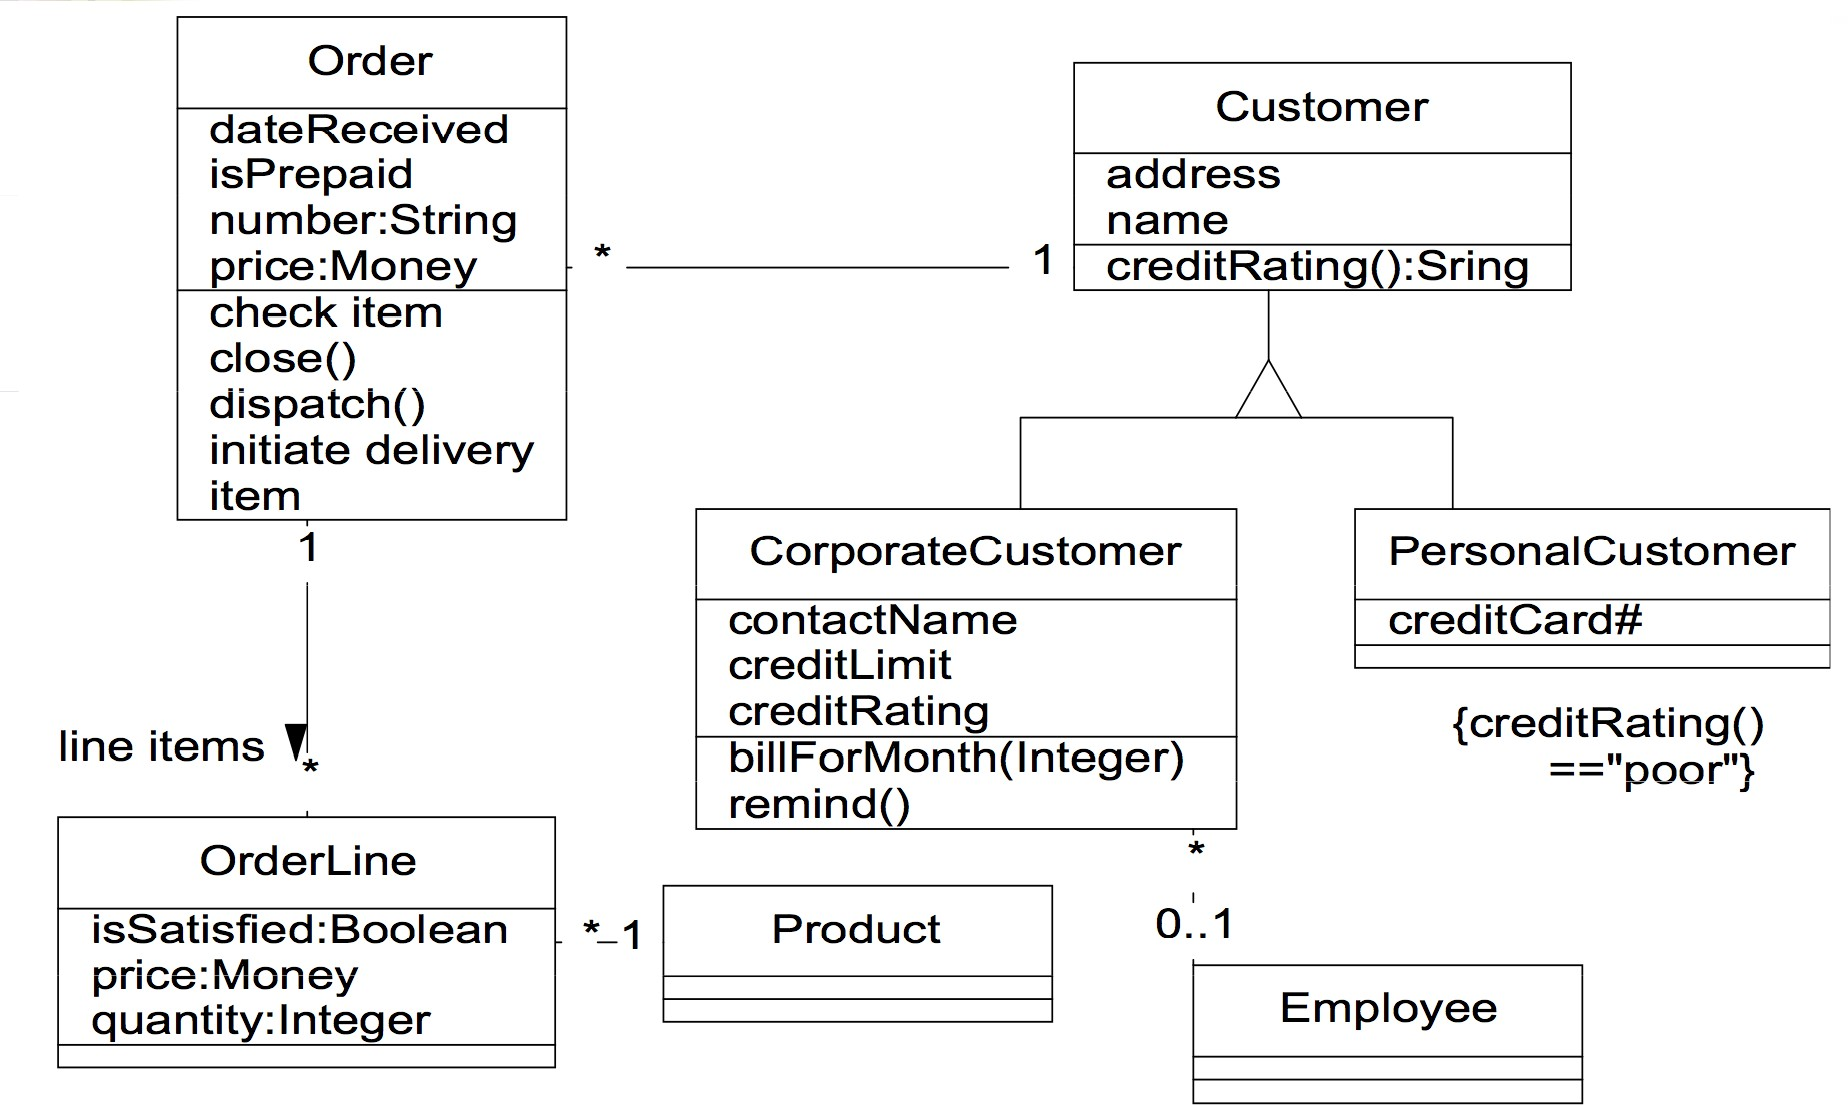 Order
dateReceived
isPrepaid
number:String
price:Money
check item
close()
dispatch()
initiate delivery
item
*
1
Customer
address
name
creditRating():Sring
1
line items
*
CorporateCustomer
contactName
creditLimit
creditRating
billForMonth(Integer)
remind()
PersonalCustomer
creditCard#
{creditRating()
=="poor"}
OrderLine
isSatisfied:Boolean
price:Money
quantity:Integer
* 1
Product
*
0..1
Employee